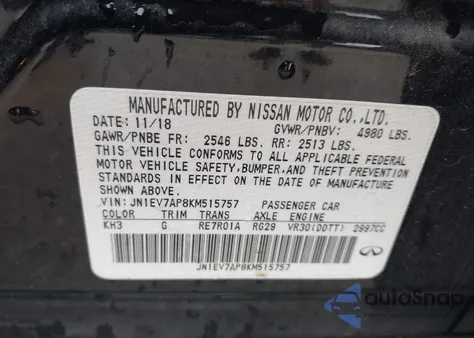 MANUFACTURED BY NISSAN MOTOR CO., LTD.
DATE: 11/18 GVWR/PNBV: 4980 LBS.
GAWR/PNBE FR: 2546 LBS. RR: 2513 LBS.
THIS VEHICLE CONFORMS TO ALL APPLICABLE FEDERAL
MOTOR VEHICLE SAFETY, BUMPER, AND THEFT PREVENTION
STANDARDS IN EFFECT ON THE DATE OF MANUFACTURE
SHOWN ABOVE.
VIN: JN1EV7AP8KM515757 PASSENGER CAR
COLOR TRIM TRANS AXLE ENGINE
KH3 G RE7R01A RG29 VR30(DDTT) 2997CC
JN1EV7AP8KM515757
autoSnap